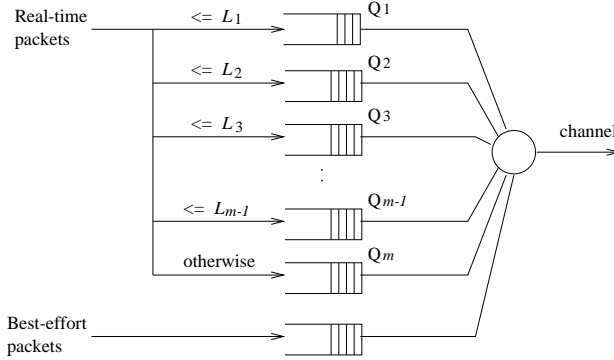 Real-time
packets
<= L1
Q1
<= L2
Q2
<= L3
Q3
channel
:
<= Lm-1
Qm-1
otherwise
Qm
Best-effort
packets